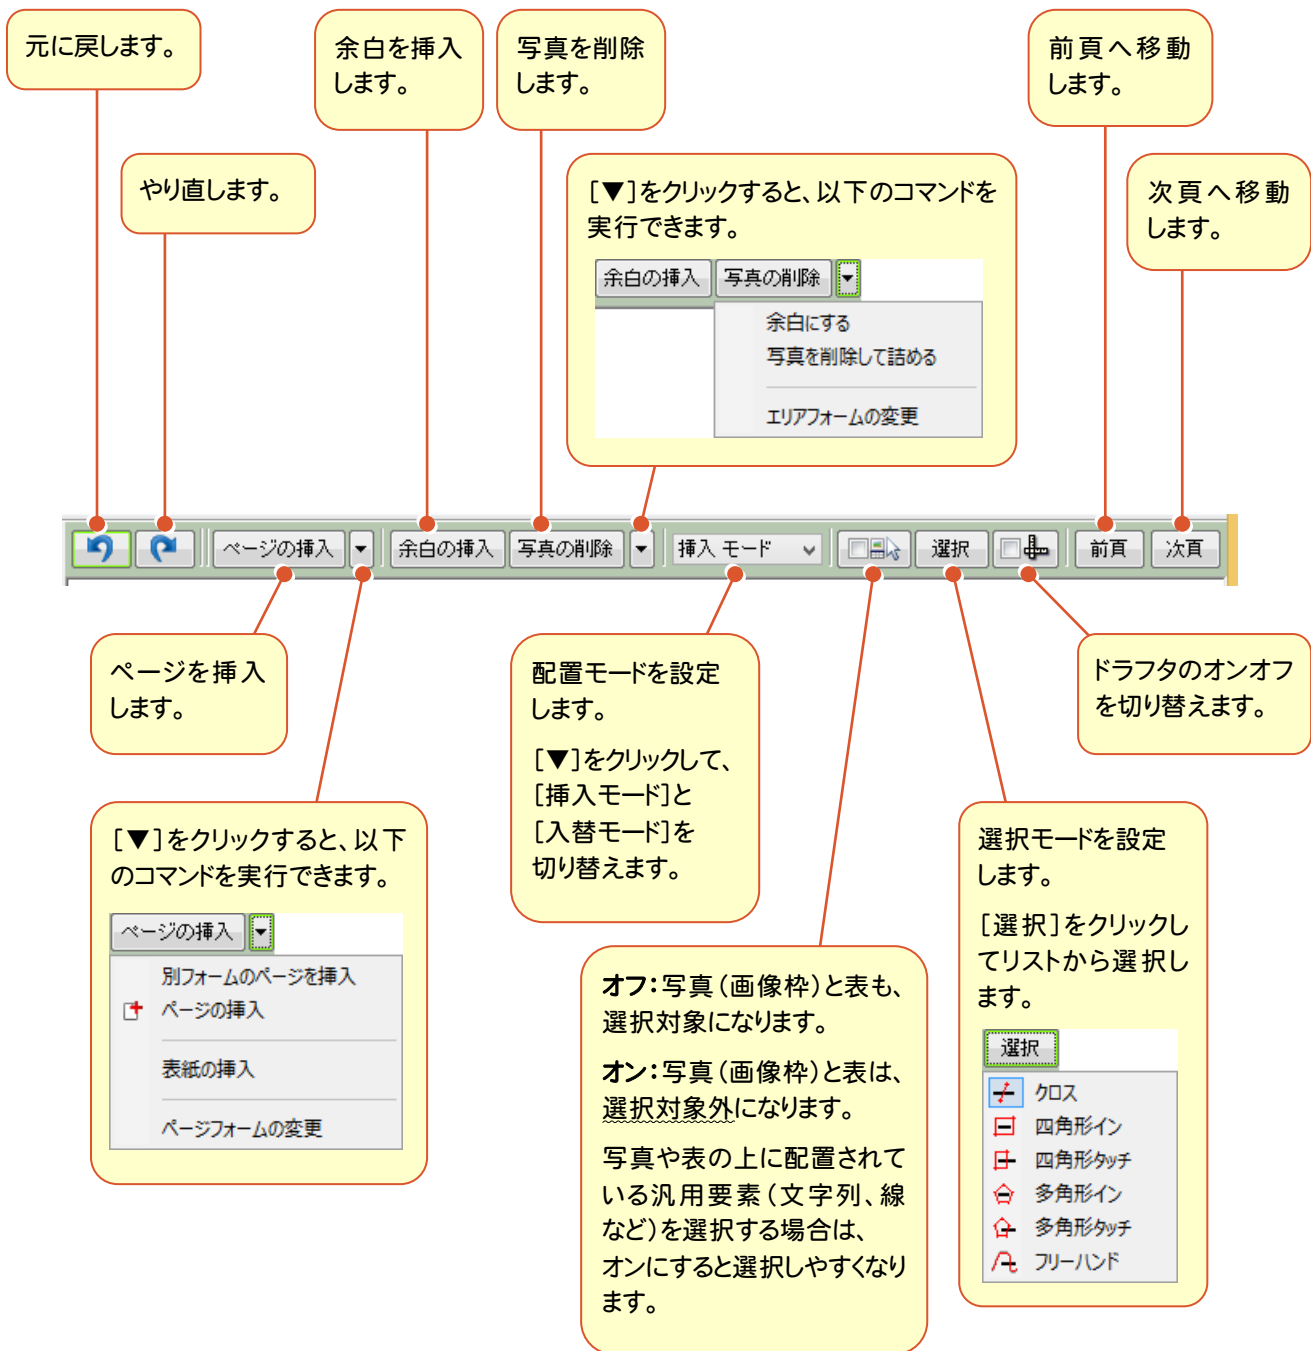 元に戻します。
余白を挿入
します。
写真を削除
します。
前頁へ移動
します。
やり直します。
[▼]をクリックすると、以下のコマンドを
実行できます。
余白の挿入 写真の削除 ▼
余白にする
写真を削除して詰める
エリアフォームの変更
次頁へ移動
します。
ページの挿入 ▼ 余白の挿入 写真の削除 ▼ 挿入 モード 選択 前頁 次頁
ページを挿入
します。
配置モードを設定
します。
[▼]をクリックして、
[挿入モード]と
[入替モード]を
切り替えます。
ドラフタのオンオフ
を切り替えます。
[▼]をクリックすると、以下
のコマンドを実行できます。
ページの挿入 ▼
別フォームのページを挿入
ページの挿入
表紙の挿入
ページフォームの変更
選択モードを設定
します。
[選択]をクリックし
てリストから選択し
ます。
選択
クロス
四角形イン
四角形タッチ
多角形イン
多角形タッチ
フリーハンド
オフ:写真(画像枠)と表も、
選択対象になります。
オン:写真(画像枠)と表は、
選択対象外になります。
写真や表の上に配置されて
いる汎用要素(文字列、線
など)を選択する場合は、
オンにすると選択しやすくなり
ます。